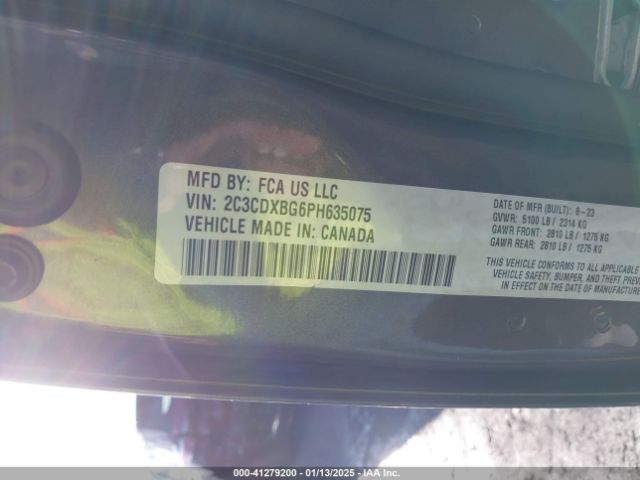 MFD BY: FCA US LLC
VIN: 2C3CDXBG6PH635075
VEHICLE MADE IN: CANADA
DATE OF MFR (BUILT): 8-23
GVWR: 5100 LB / 2314 KG
GAWR FRONT: 2810 LB / 1275 KG
GAWR REAR: 2810 LB / 1275 KG
THIS VEHICLE CONFORMS TO ALL APPLICABLE
VEHICLE SAFETY, BUMPER, AND THEFT PREV
IN EFFECT ON THE DATE OF MANUFACTURE
000-41279200 - 01/13/2025 - IAA Inc.